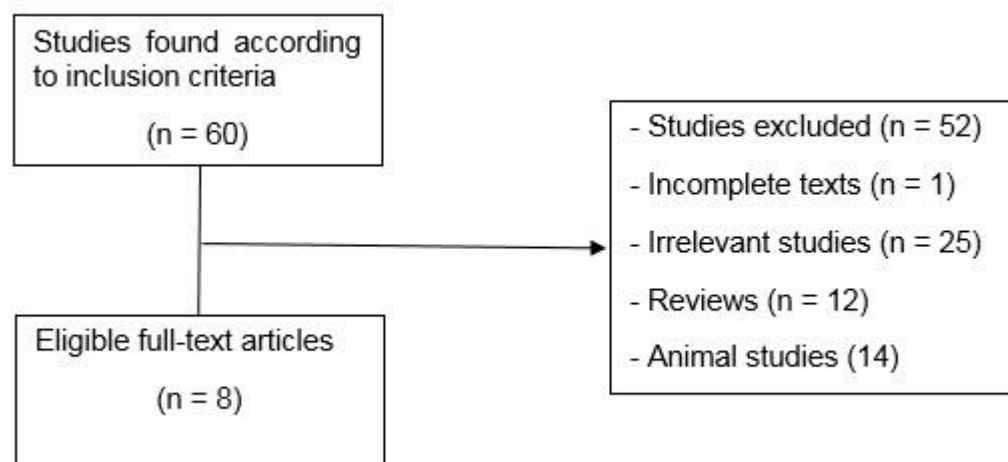 Studies found according
to inclusion criteria
(n = 60)
- Studies excluded (n = 52)
- Incomplete texts (n = 1)
- Irrelevant studies (n = 25)
- Reviews (n = 12)
- Animal studies (14)
Eligible full-text articles
(n = 8)